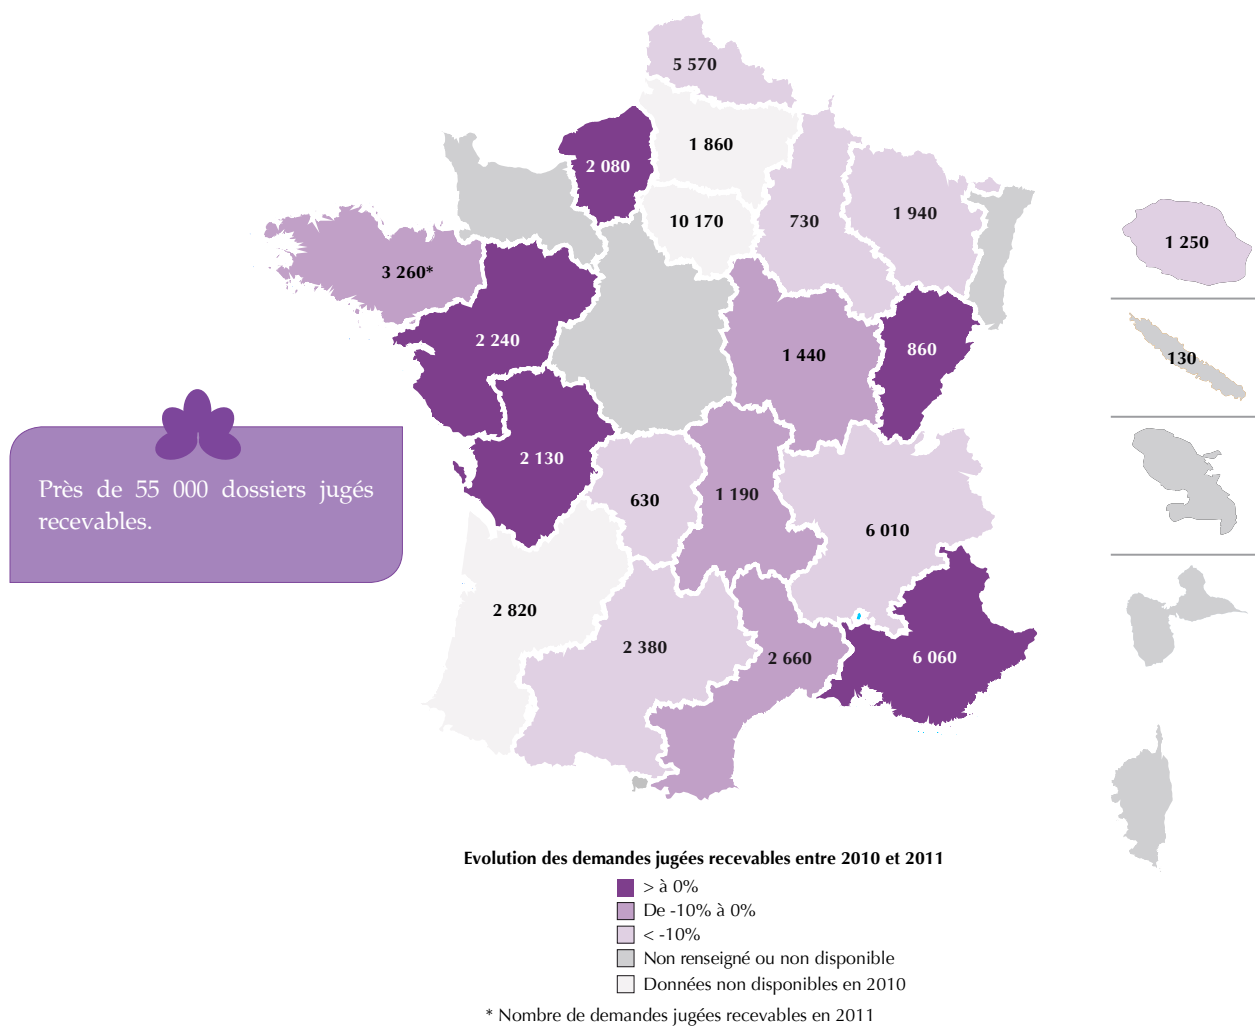 5 570
1 860
2 080
10 170
730
1 940
1 250
3 260*
2 240
1 440
860
130
2 130
630
1 190
6 010
Près de 55 000 dossiers jugés
recevables.
2 820
2 380
2 660
6 060
Evolution des demandes jugées recevables entre 2010 et 2011
> à 0%
De -10% à 0%
< -10%
Non renseigné ou non disponible
Données non disponibles en 2010
* Nombre de demandes jugées recevables en 2011